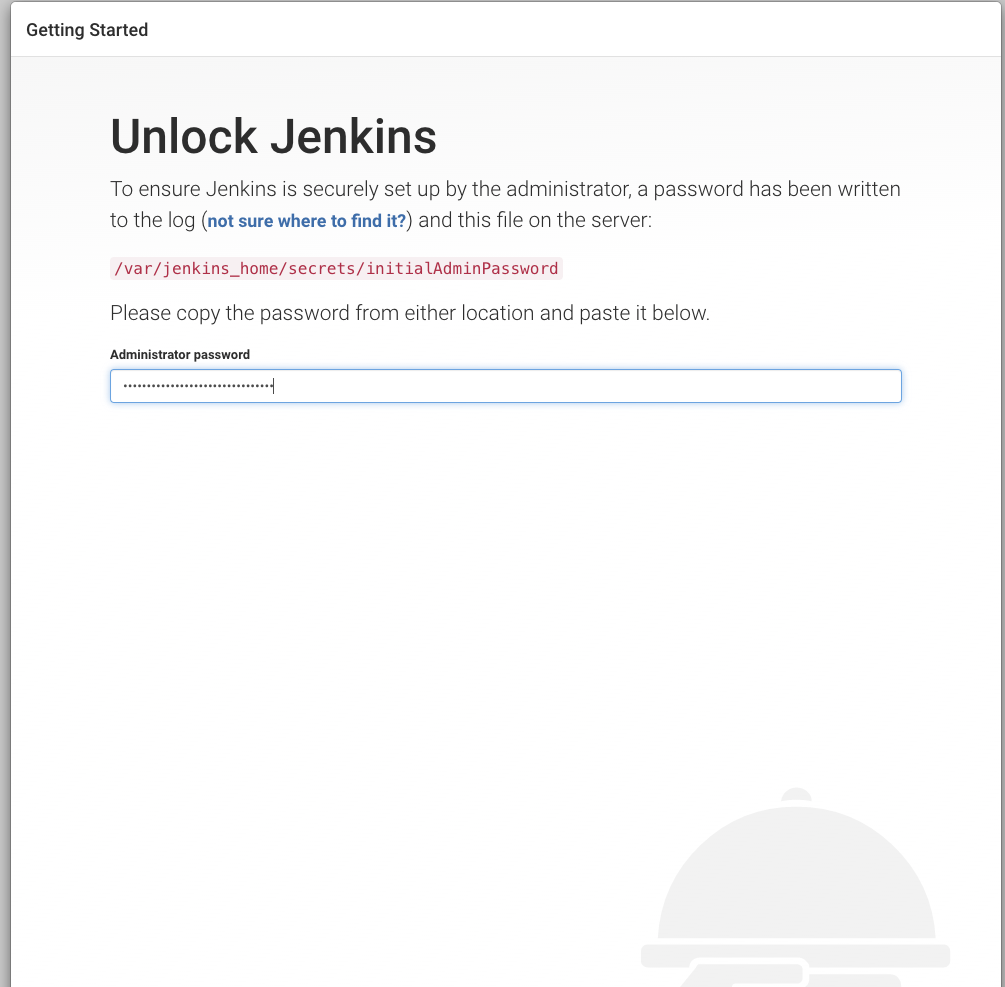 Getting Started
Unlock Jenkins
To ensure Jenkins is securely set up by the administrator, a password has been written
to the log (not sure where to find it?) and this file on the server:
/var/jenkins_home/secrets/initialAdminPassword
Please copy the password from either location and paste it below.
Administrator password
••••••••••••••••••••••••••••••••